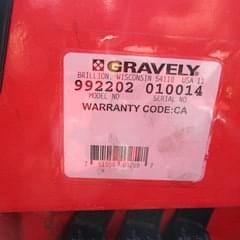 GRAVELY
BRILLION, WISCONSIN 54110 USA
992202 010014
MODEL NO SERIAL NO
WARRANTY CODE:CA